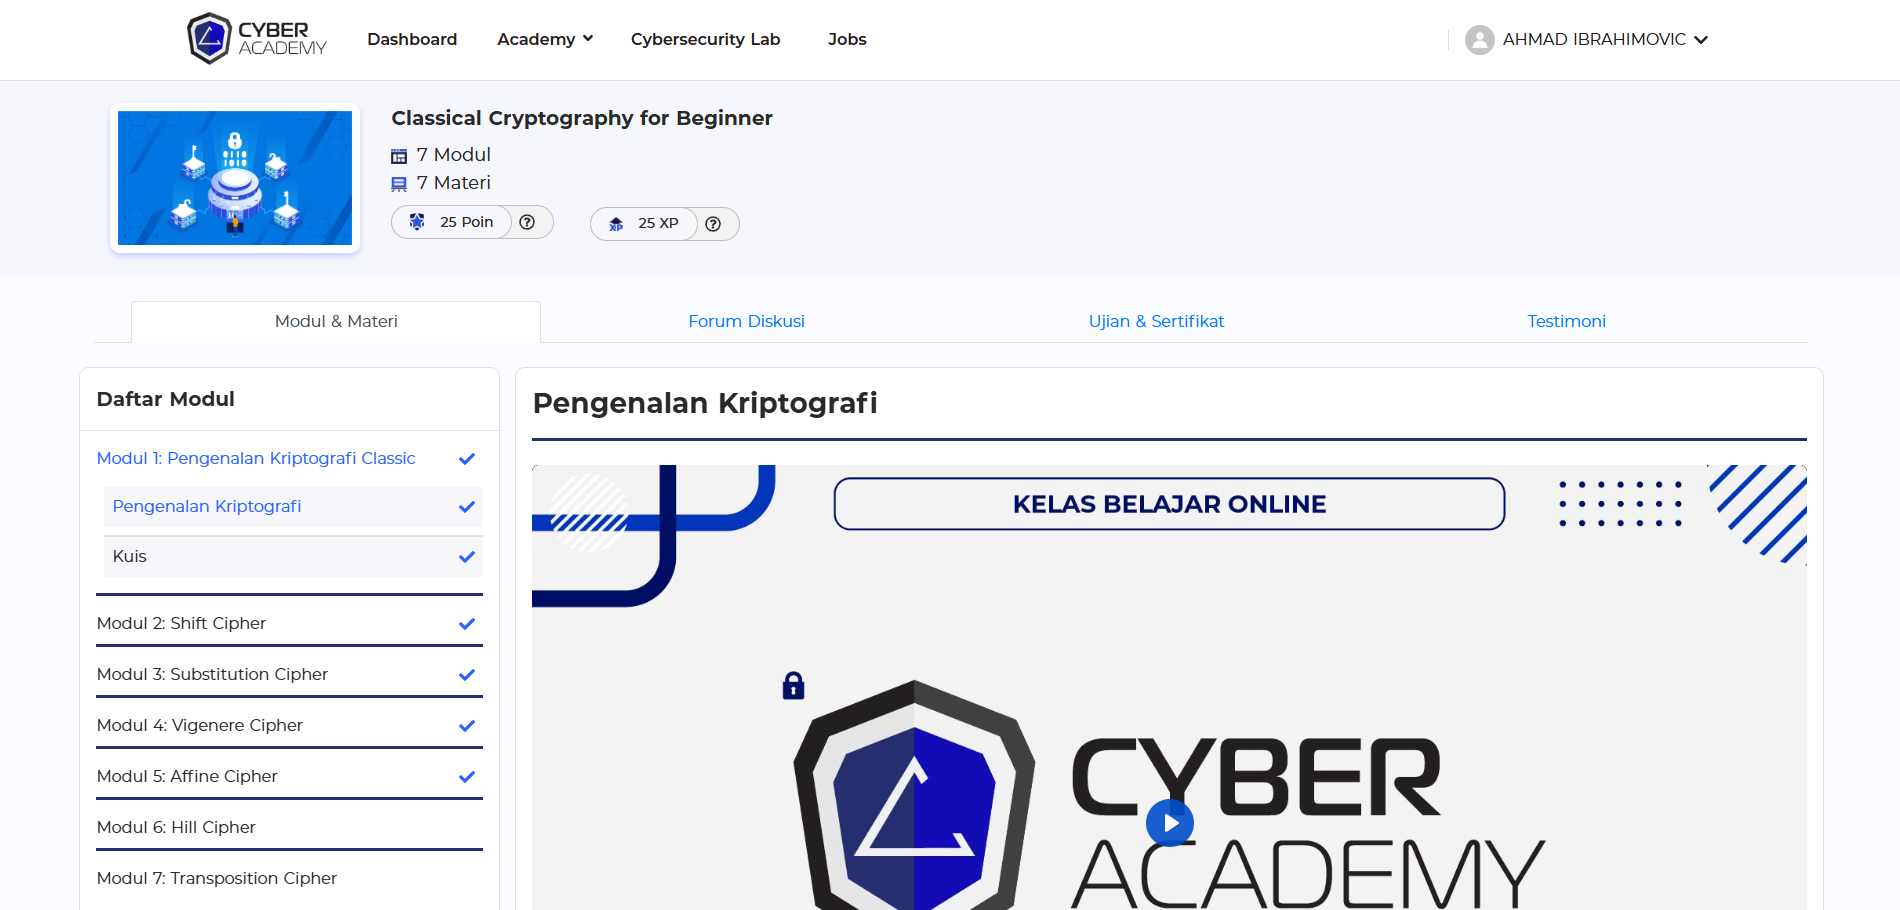 CYBER
ACADEMY
Dashboard
Academy
Cybersecurity Lab
Jobs
AHMAD IBRAHIMOVIC
Classical Cryptography for Beginner
7 Modul
7 Materi
25 Poin
XP
25 XP
Modul & Materi
Forum Diskusi
Ujian & Sertifikat
Testimoni
Daftar Modul
Modul 1: Pengenalan Kriptografi Classic
Pengenalan Kriptografi
Kuis
Modul 2: Shift Cipher
Modul 3: Substitution Cipher
Modul 4: Vigenere Cipher
Modul 5: Affine Cipher
Modul 6: Hill Cipher
Modul 7: Transposition Cipher
Pengenalan Kriptografi
KELAS BELAJAR ONLINE
CYBER
ACADEMY